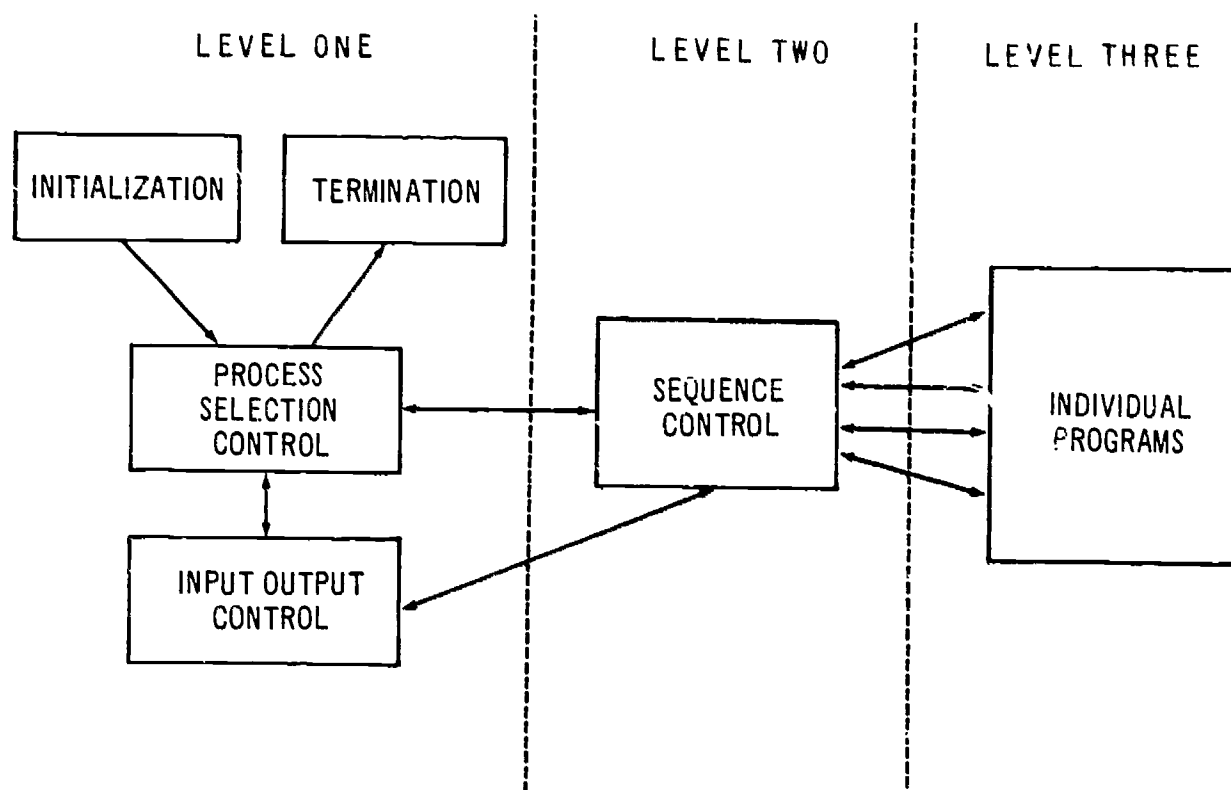 LEVEL ONE
LEVEL TWO
LEVEL THREE
INITIALIZATION
TERMINATION
PROCESS
SELECTION
CONTROL
SEQUENCE
CONTROL
INDIVIDUAL
PROGRAMS
INPUT OUTPUT
CONTROL